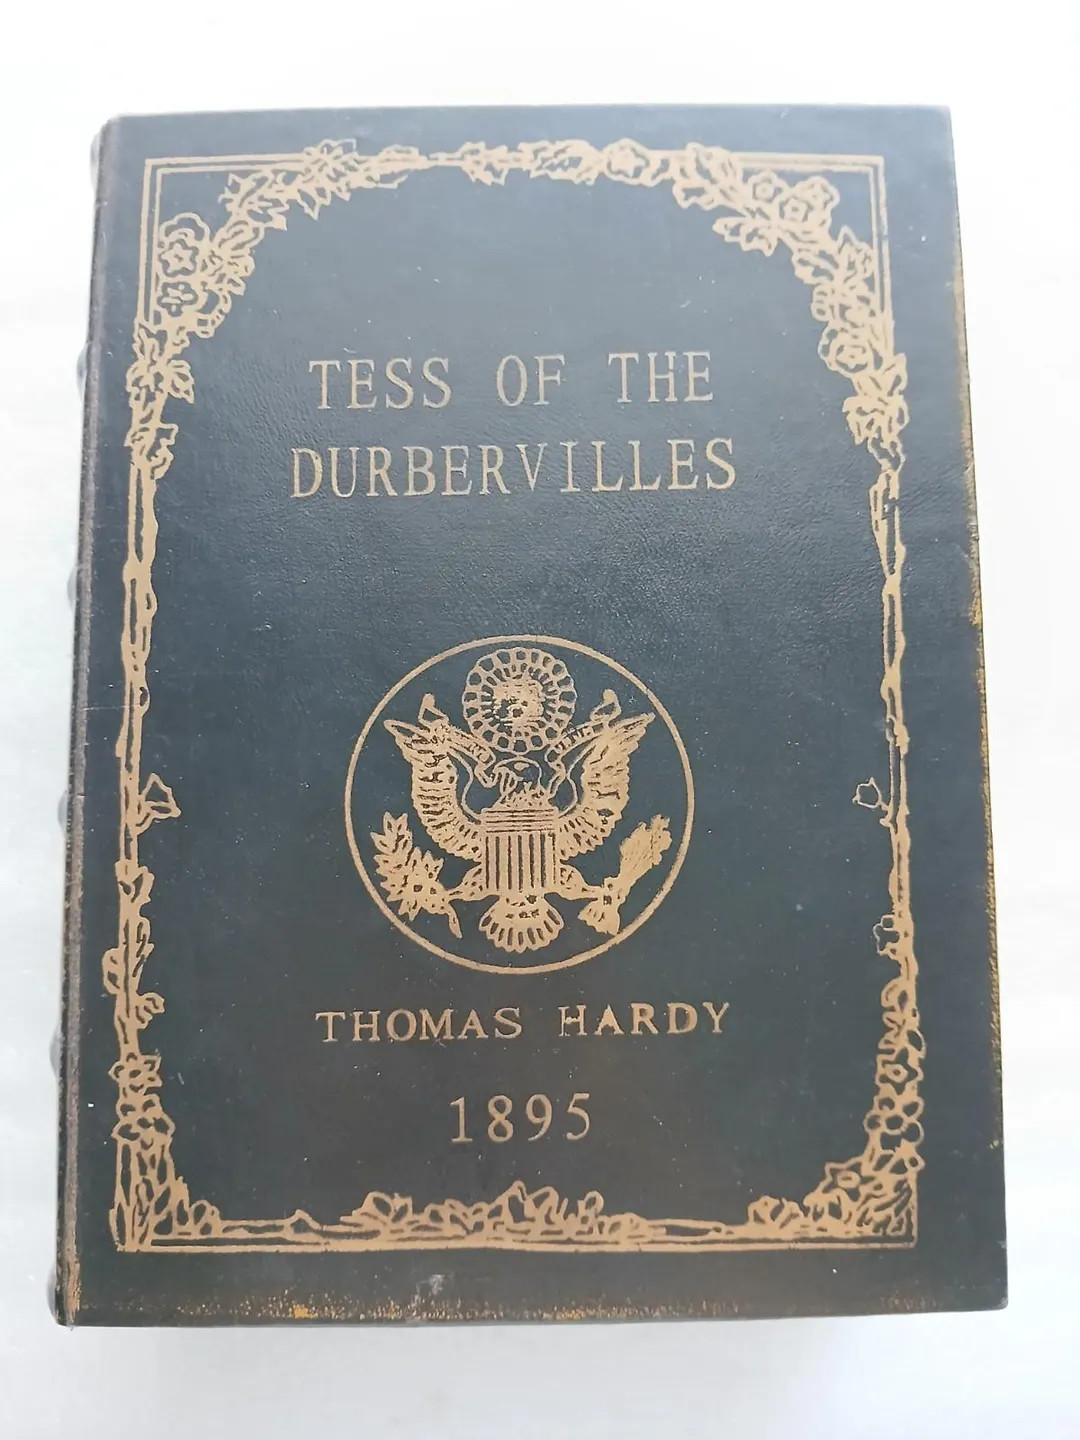 TESS OF THE
DURBERVILLES
THOMAS HARDY
1895